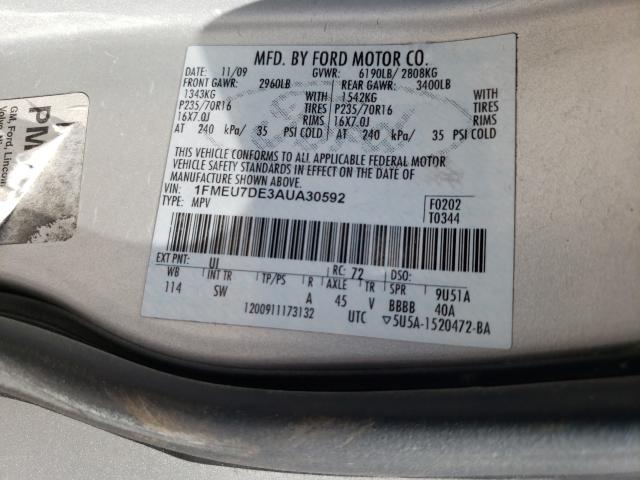 MFD. BY FORD MOTOR CO.
DATE: 11/09 GVWR: 6190LB/ 2808KG
FRONT GAWR: 2960LB REAR GAWR: 3400LB
1343KG WITH 1542KG WITH
P235/70R16 TIRES P235/70R16 TIRES
16X7.0J RIMS 16X7.0J RIMS
AT 240 kPa/ 35 PSI COLD AT 240 kPa/ 35 PSI COLD
THIS VEHICLE CONFORMS TO ALL APPLICABLE FEDERAL MOTOR
VEHICLE SAFETY STANDARDS IN EFFECT ON THE DATE OF
MANUFACTURE SHOWN ABOVE.
VIN: 1FMEU7DE3AUA30592 F0202
TYPE: MPV T0344
EXT PNT: UI RC: 72 DSO:
WB INT TR TP/PS R AXLE TR SPR 9U51A
114 SW A 45 V BBBB 40A
1200911173132 UTC ▽5U5A-1520472-BA
PM
GM, Ford, Lincoln